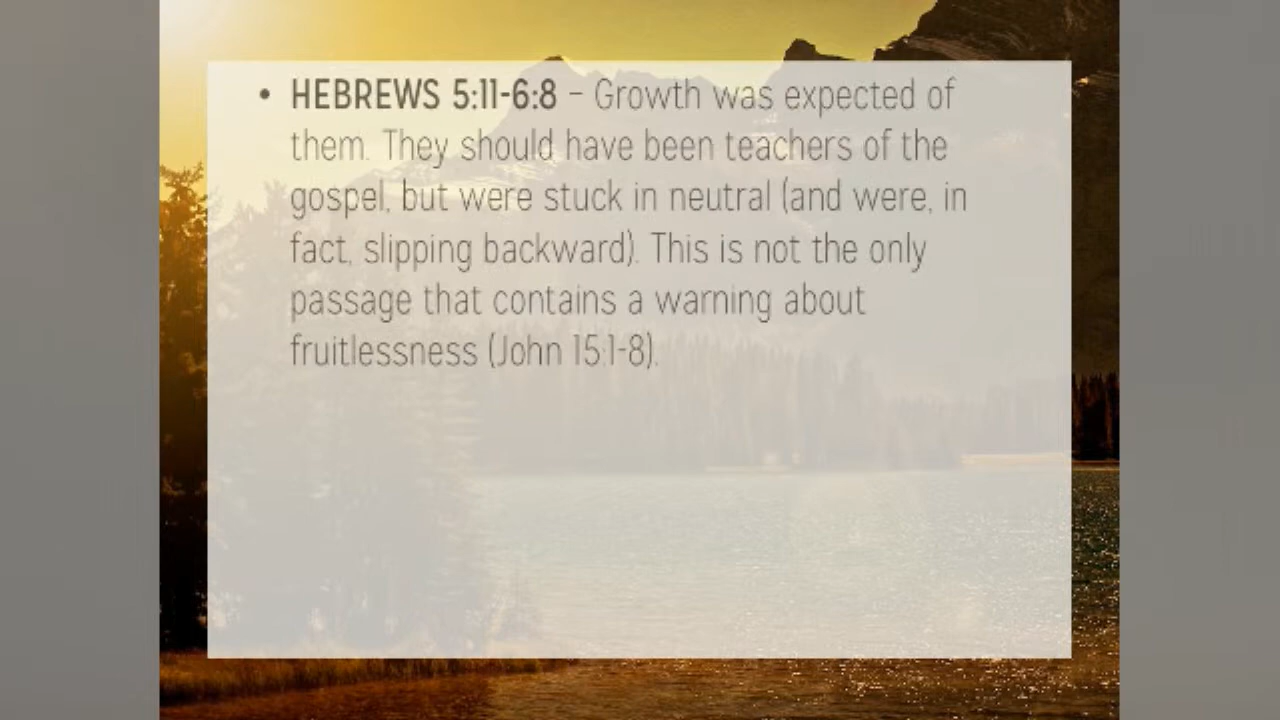 • HEBREWS 5:11-6:8 – Growth was expected of
them. They should have been teachers of the
gospel, but were stuck in neutral (and were, in
fact, slipping backward). This is not the only
passage that contains a warning about
fruitlessness (John 15:1-8).